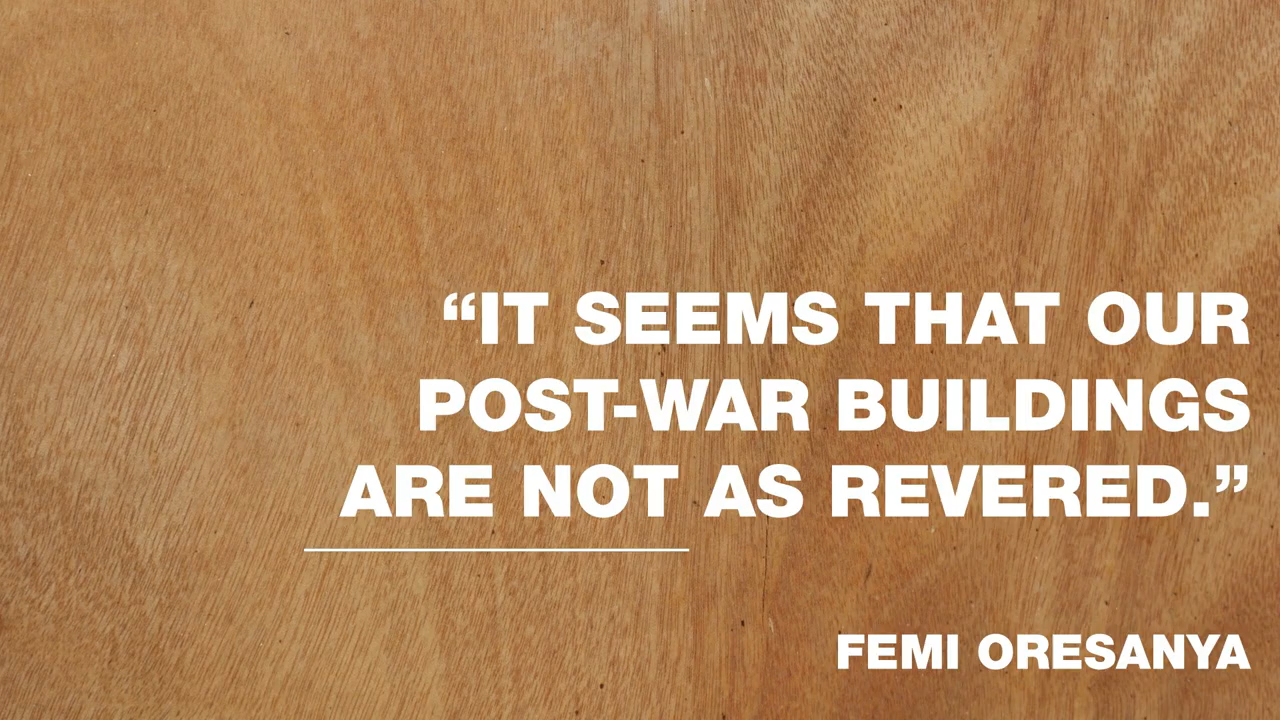 “IT SEEMS THAT OUR
POST-WAR BUILDINGS
ARE NOT AS REVERED.”
FEMI ORESANYA